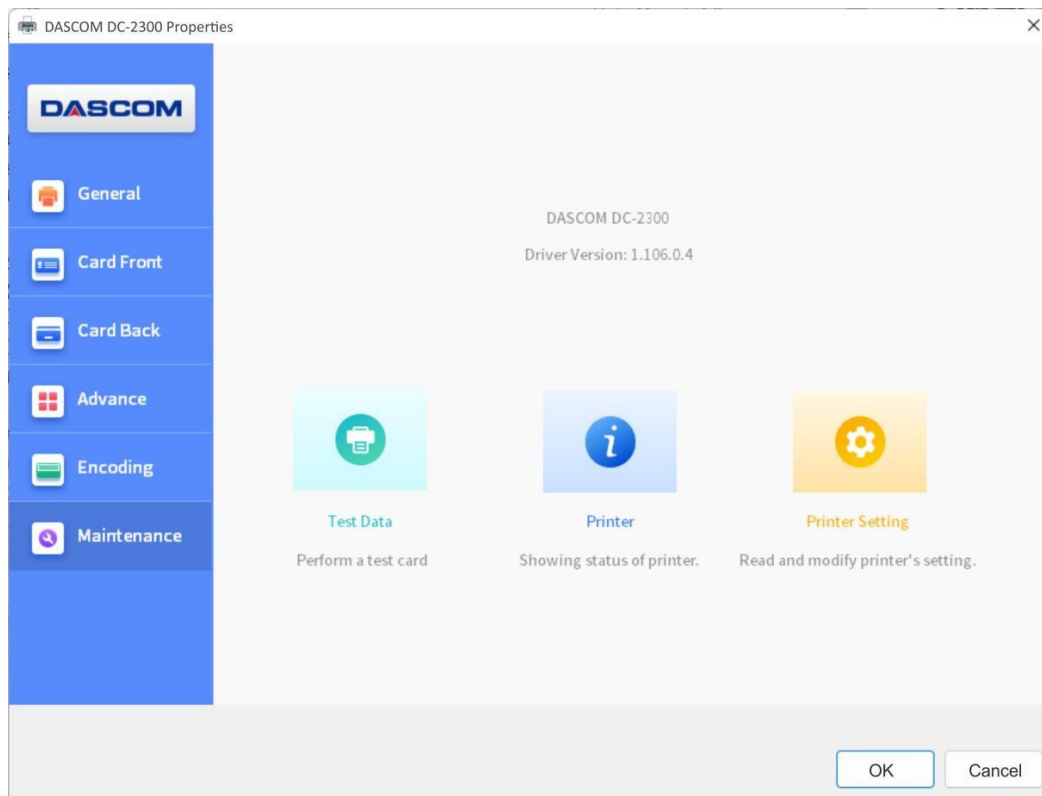 DASCOM DC-2300 Properties
DASCOM
General
Card Front
Card Back
Advance
Encoding
Maintenance
DASCOM DC-2300
Driver Version: 1.106.0.4
Test Data
Perform a test card
Printer
Showing status of printer.
Printer Setting
Read and modify printer's setting.
OK
Cancel